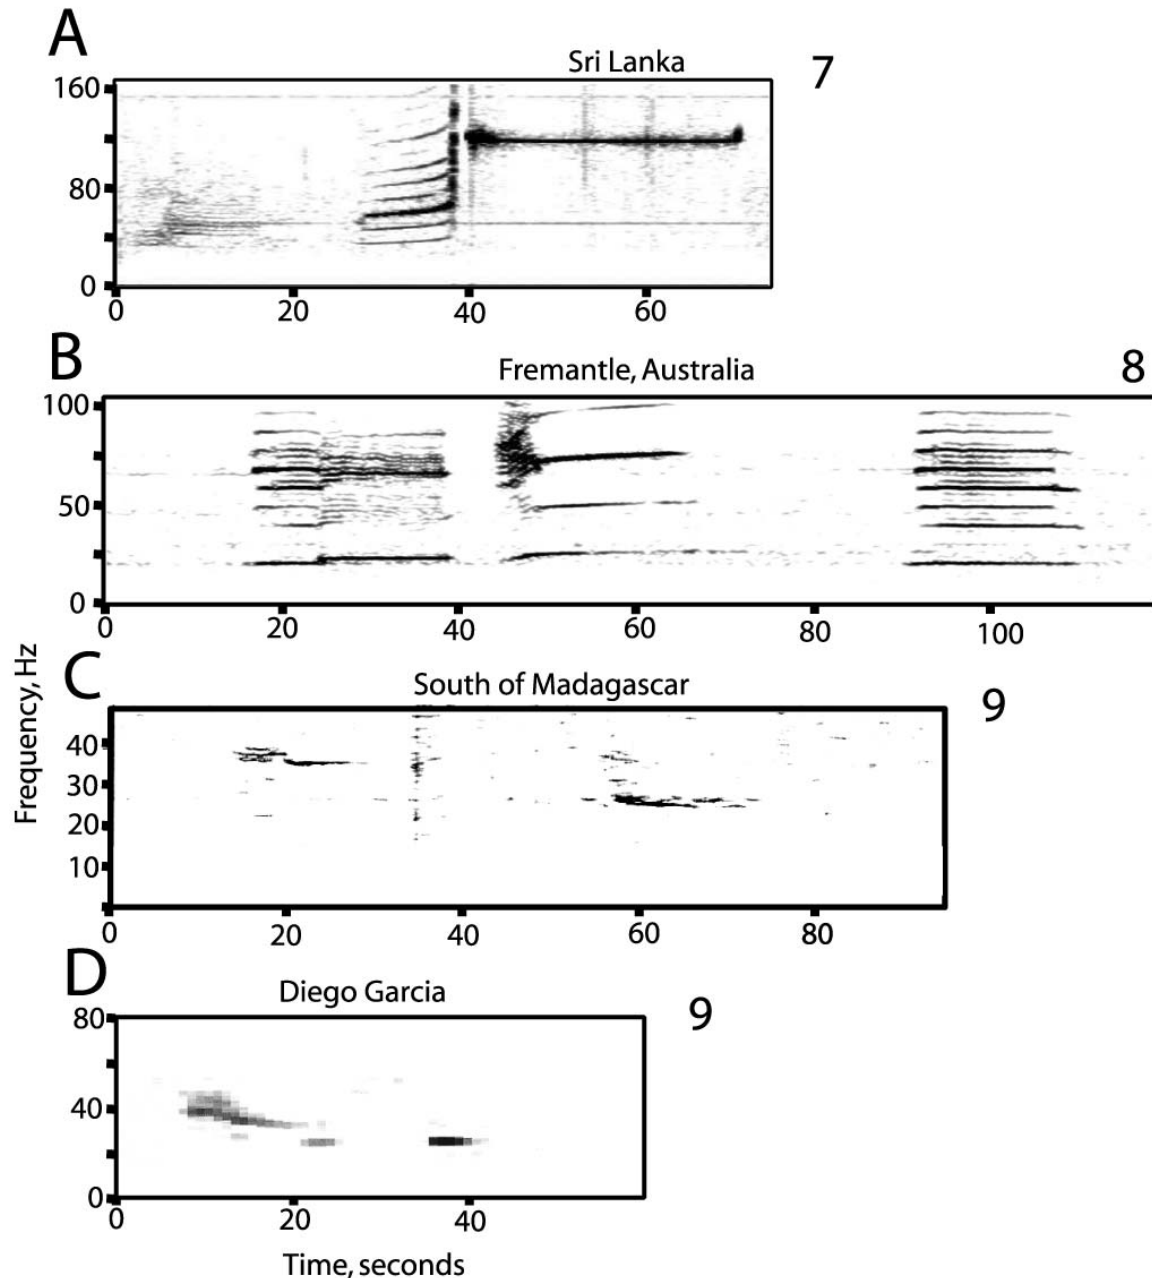 A
Sri Lanka
7
160
80
0
0 20 40 60
B
Fremantle, Australia
8
100
50
0
0 20 40 60 80 100
Frequency, Hz
C
South of Madagascar
9
40
30
20
10
0 20 40 60 80
D
Diego Garcia
9
80
40
0
0 20 40
Time, seconds